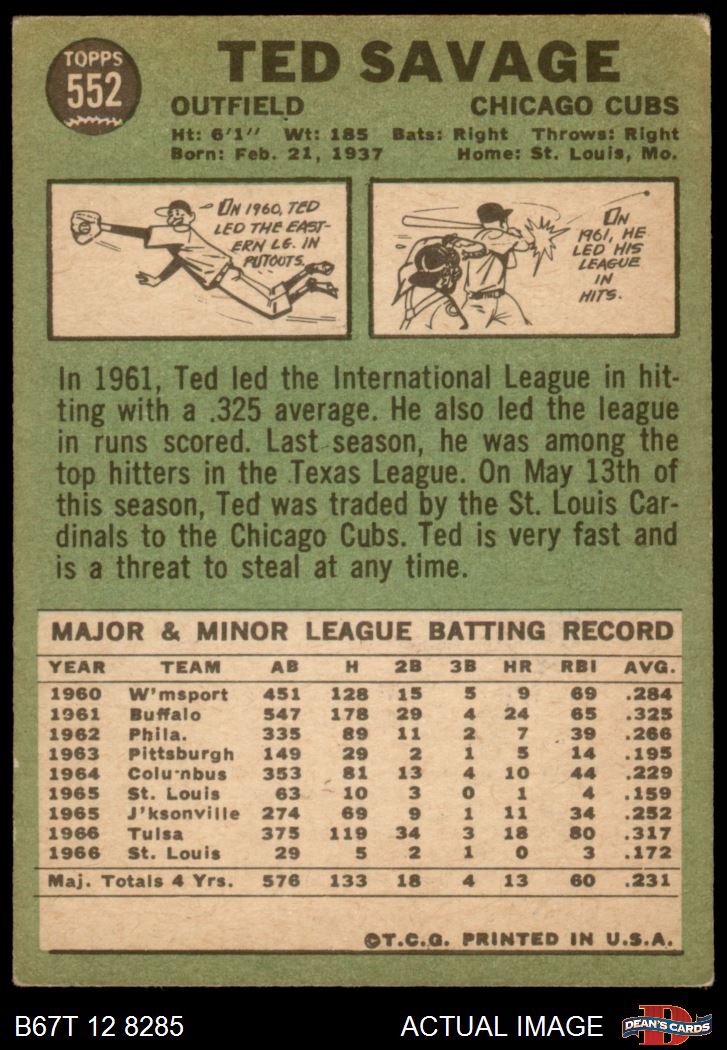 TOPPS
552
TED SAVAGE
OUTFIELD CHICAGO CUBS
Ht: 6'1" Wt: 185 Bats: Right Throws: Right
Born: Feb. 21, 1937 Home: St. Louis, Mo.
ON 1960, TED
LED THE EAST-
ERN LG. IN
PUTOUTS.
ON
1961, HE
LED HIS
LEAGUE
IN
HITS.
In 1961, Ted led the International League in hit-
ting with a .325 average. He also led the league
in runs scored. Last season, he was among the
top hitters in the Texas League. On May 13th of
this season, Ted was traded by the St. Louis Car-
dinals to the Chicago Cubs. Ted is very fast and
is a threat to steal at any time.
MAJOR & MINOR LEAGUE BATTING RECORD
YEAR TEAM AB H 2B 3B HR RBI AVG.
1960 W'msport 451 128 15 5 9 69 .284
1961 Buffalo 547 178 29 4 24 65 .325
1962 Phila. 335 89 11 2 7 39 .266
1963 Pittsburgh 149 29 2 1 5 14 .195
1964 Columbus 353 81 13 4 10 44 .229
1965 St. Louis 63 10 3 0 1 4 .159
1965 J'ksonville 274 69 9 1 11 34 .252
1966 Tulsa 375 119 34 3 18 80 .317
1966 St. Louis 29 5 2 1 0 3 .172
Maj. Totals 4 Yrs. 576 133 18 4 13 60 .231
©T.C.G. PRINTED IN U.S.A.
B67T 12 8285 ACTUAL IMAGE
D
DEAN'S CARDS